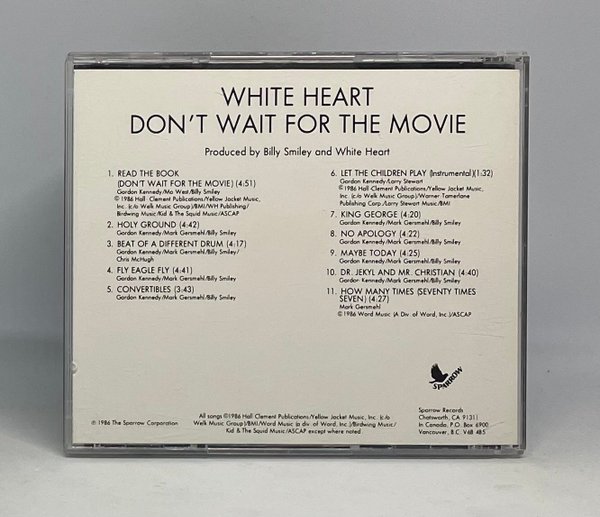 WHITE HEART
DON'T WAIT FOR THE MOVIE
Produced by Billy Smiley and White Heart
1. READ THE BOOK
(DON'T WAIT FOR THE MOVIE) (4:51)
Gordon Kennedy/Mo West/Billy Smiley
©1986 Hall Clement Publications/Yellow Jacket Music,
Inc. (c/o Welk Music Group)/BMI/WH Publishing/
Birdwing Music/Kid & The Squid Music/ASCAP
2. HOLY GROUND (4:42)
Gordon Kennedy/Mark Gersmehl/Billy Smiley
3. BEAT OF A DIFFERENT DRUM (4:17)
Gordon Kennedy/Mark Gersmehl/Billy Smiley/
Chris McHugh
4. FLY EAGLE FLY (4:41)
Gordon Kennedy/Mark Gersmehl/Billy Smiley
5. CONVERTIBLES (3:43)
Gordon Kennedy/Mark Gersmehl/Billy Smiley
6. LET THE CHILDREN PLAY (Instrumental)(1:32)
Gordon Kennedy/Larry Stewart
©1986 Hall Clement Publications/Yellow Jacket Music,
Inc. (c/o Welk Music Group)/Warner Tamerlane
Publishing Corp./Larry Stewart Music/BMI
7. KING GEORGE (4:20)
Gordon Kennedy/Mark Gersmehl/Billy Smiley
8. NO APOLOGY (4:22)
Gordon Kennedy/Mark Gersmehl/Billy Smiley
9. MAYBE TODAY (4:25)
Gordon Kennedy/Mark Gersmehl/Billy Smiley
10. DR. JEKYL AND MR. CHRISTIAN (4:40)
Gordon Kennedy/Mark Gersmehl/Billy Smiley
11. HOW MANY TIMES (SEVENTY TIMES
SEVEN) (4:27)
Mark Gersmehl
©1986 Word Music (A Div. of Word, Inc.)/ASCAP
SPARROW
℗ 1986 The Sparrow Corporation
All songs ©1986 Hall Clement Publications/Yellow Jacket Music, Inc. (c/o
Welk Music Group)/BMI/Word Music (a div. of Word, Inc.)/Birdwing Music/
Kid & The Squid Music/ASCAP except where noted
Sparrow Records
Chatsworth, CA 91311
In Canada, P.O. Box 6900
Vancouver, B.C. V6B 4B5